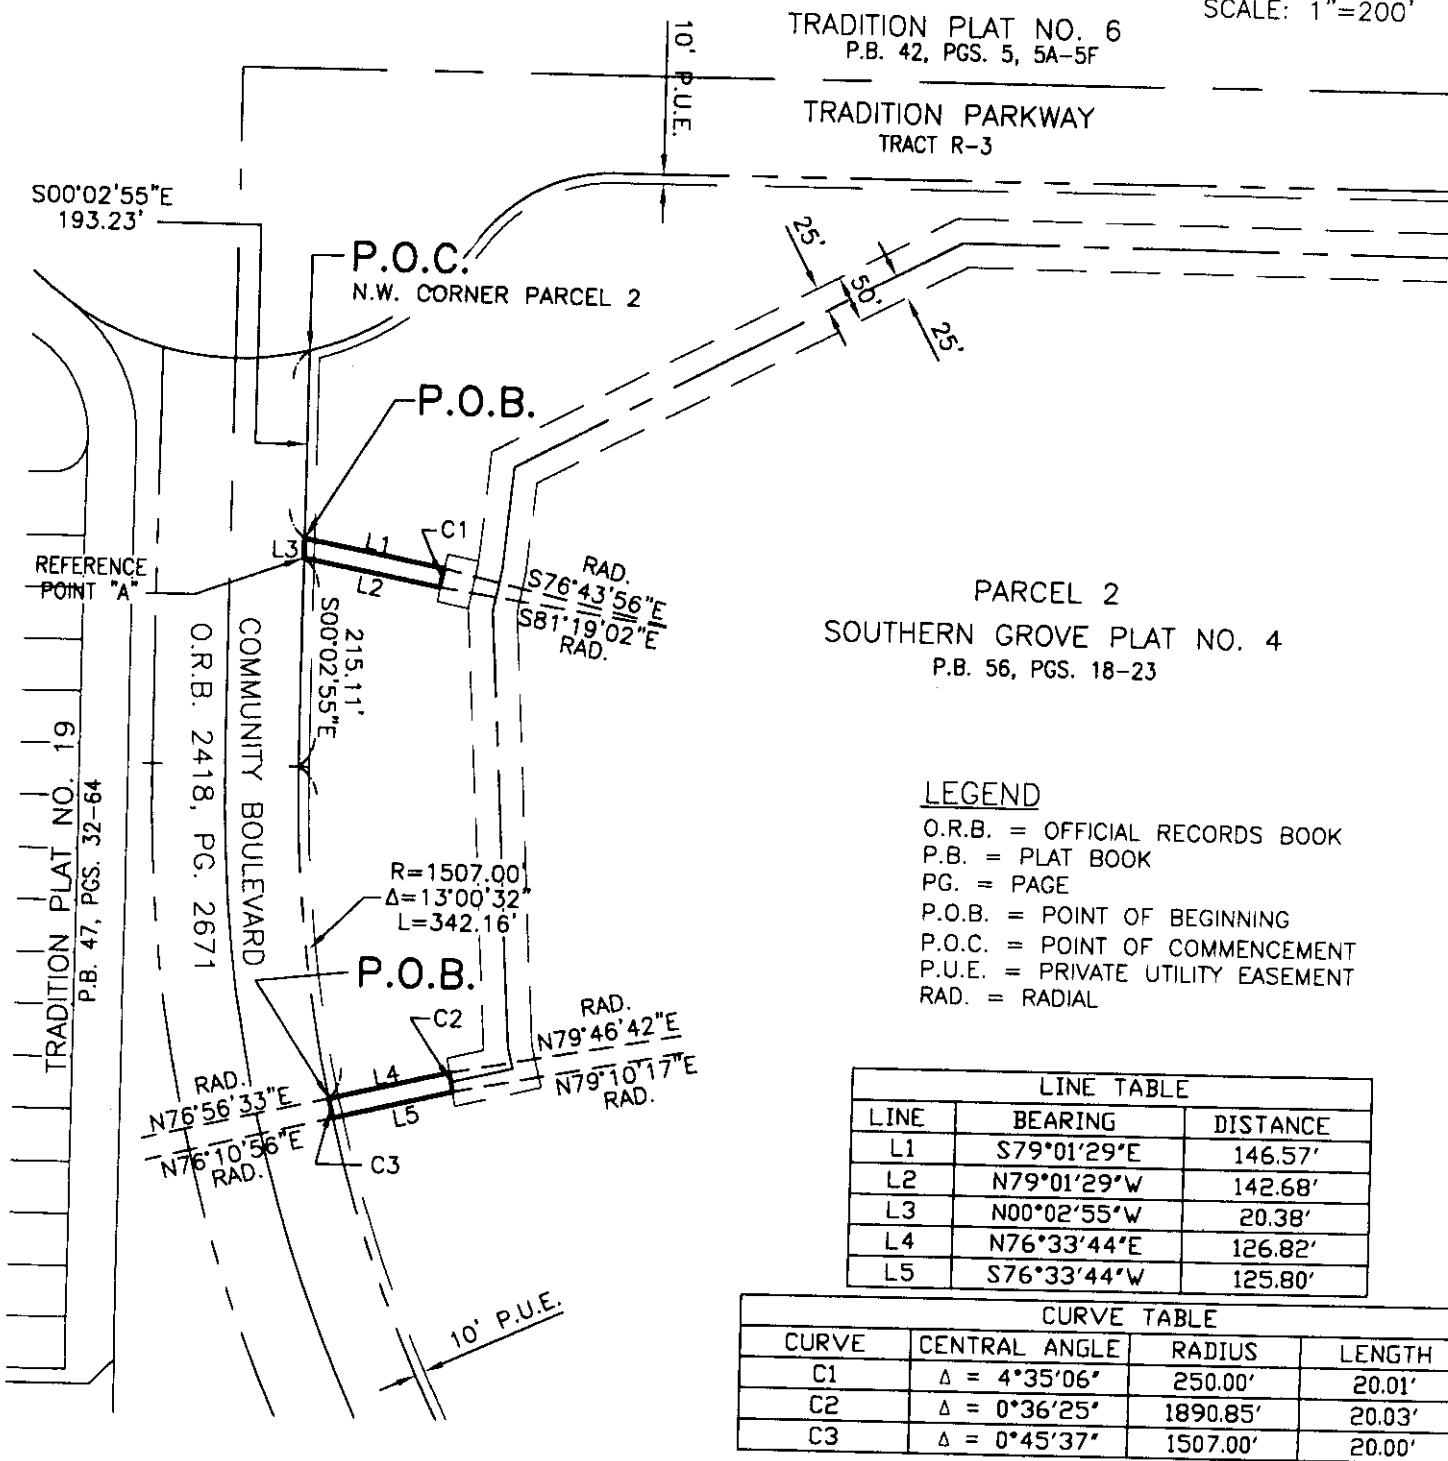 SCALE: 1"=200'
TRADITION PLAT NO. 6
P.B. 42, PGS. 5, 5A-5F
10' P.U.E.
TRADITION PARKWAY
TRACT R-3
S00°02'55"E
193.23'
P.O.C.
N.W. CORNER PARCEL 2
25'
50'
25'
P.O.B.
C1
L1
L3
L2
REFERENCE
POINT "A"
RAD.
S76°43'56"E
S81°19'02"E
RAD.
PARCEL 2
SOUTHERN GROVE PLAT NO. 4
P.B. 56, PGS. 18-23
215.11'
S00°02'55"E
COMMUNITY BOULEVARD
O.R.B. 2418, PG. 2671
TRADITION PLAT NO. 19
P.B. 47, PGS. 32-64
LEGEND
O.R.B. = OFFICIAL RECORDS BOOK
P.B. = PLAT BOOK
PG. = PAGE
P.O.B. = POINT OF BEGINNING
P.O.C. = POINT OF COMMENCEMENT
P.U.E. = PRIVATE UTILITY EASEMENT
RAD. = RADIAL
R=1507.00'
Δ=13°00'32"
L=342.16'
P.O.B.
C2
RAD.
N79°46'42"E
N79°10'17"E
RAD.
L4
L5
RAD.
N76°56'33"E
N76°10'56"E
RAD.
C3
10' P.U.E.
LINE TABLE
LINE BEARING DISTANCE
L1 S79°01'29"E 146.57'
L2 N79°01'29"W 142.68'
L3 N00°02'55"W 20.38'
L4 N76°33'44"E 126.82'
L5 S76°33'44"W 125.80'
CURVE TABLE
CURVE CENTRAL ANGLE RADIUS LENGTH
C1 Δ = 4°35'06" 250.00' 20.01'
C2 Δ = 0°36'25" 1890.85' 20.03'
C3 Δ = 0°45'37" 1507.00' 20.00'